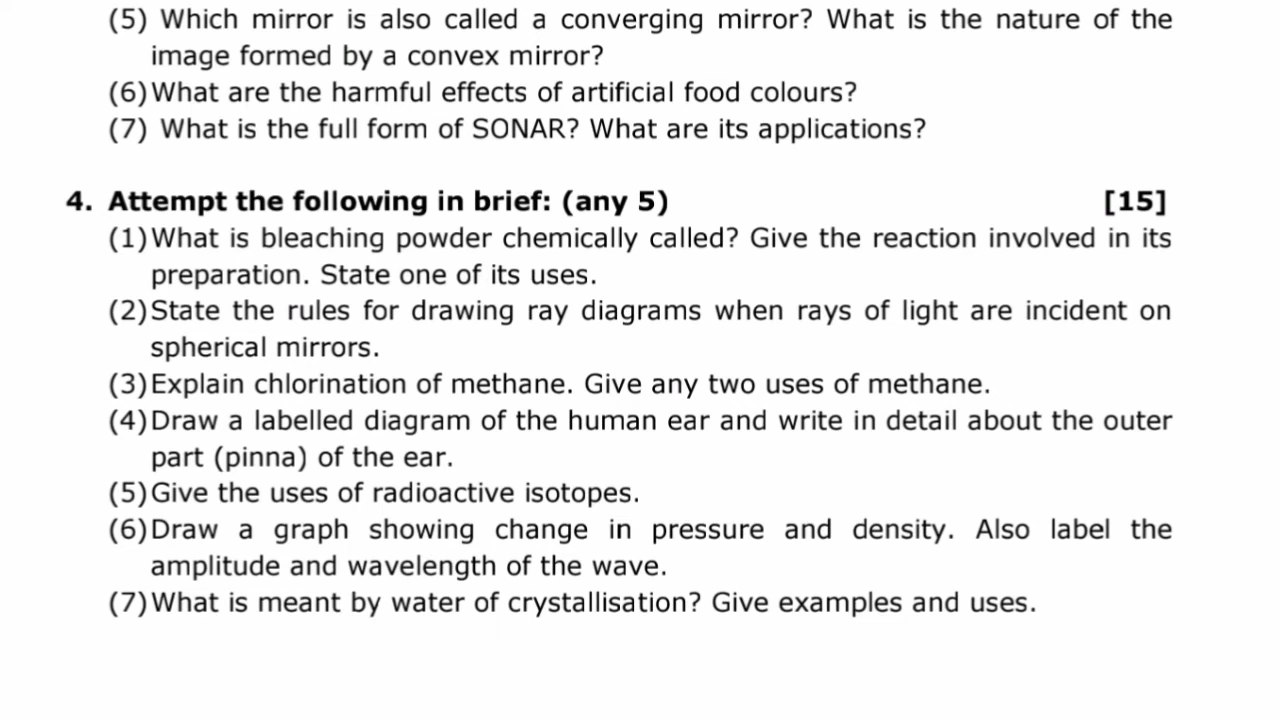 (5) Which mirror is also called a converging mirror? What is the nature of the
image formed by a convex mirror?
(6) What are the harmful effects of artificial food colours?
(7) What is the full form of SONAR? What are its applications?
4. Attempt the following in brief: (any 5) [15]
(1) What is bleaching powder chemically called? Give the reaction involved in its
preparation. State one of its uses.
(2) State the rules for drawing ray diagrams when rays of light are incident on
spherical mirrors.
(3) Explain chlorination of methane. Give any two uses of methane.
(4) Draw a labelled diagram of the human ear and write in detail about the outer
part (pinna) of the ear.
(5) Give the uses of radioactive isotopes.
(6) Draw a graph showing change in pressure and density. Also label the
amplitude and wavelength of the wave.
(7) What is meant by water of crystallisation? Give examples and uses.